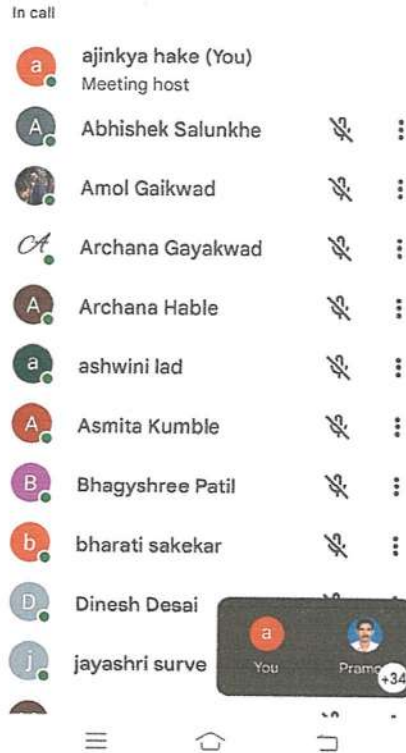 In call
a
ajinkya hake (You)
Meeting host
A
Abhishek Salunkhe
Amol Gaikwad
A
Archana Gayakwad
A
Archana Hable
a
ashwini lad
A
Asmita Kumble
B
Bhagyshree Patil
b
bharati sakekar
D
Dinesh Desai
j
jayashri surve
a
You
Pramo
+34